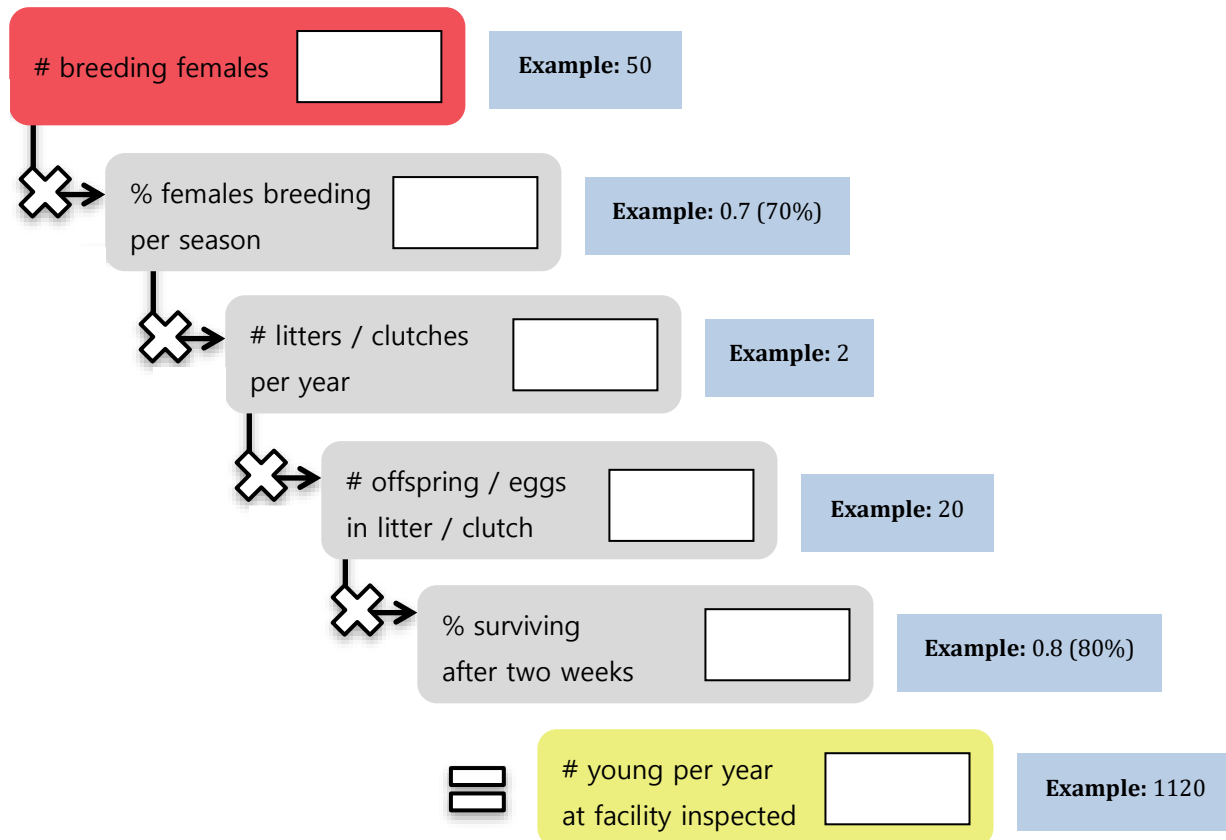 # breeding females
Example: 50
% females breeding
per season
Example: 0.7 (70%)
# litters / clutches
per year
Example: 2
# offspring / eggs
in litter / clutch
Example: 20
% surviving
after two weeks
Example: 0.8 (80%)
# young per year
at facility inspected
Example: 1120